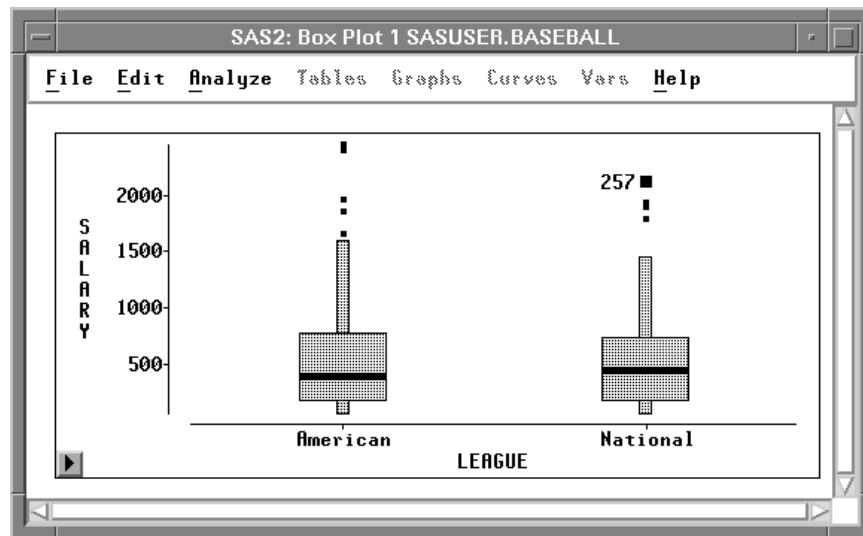 SAS2: Box Plot 1 SASUSER.BASEBALL
File Edit Analyze Tables Graphs Curves Vars Help
SALARY
2000
1500
1000
500
257
American National
LEAGUE